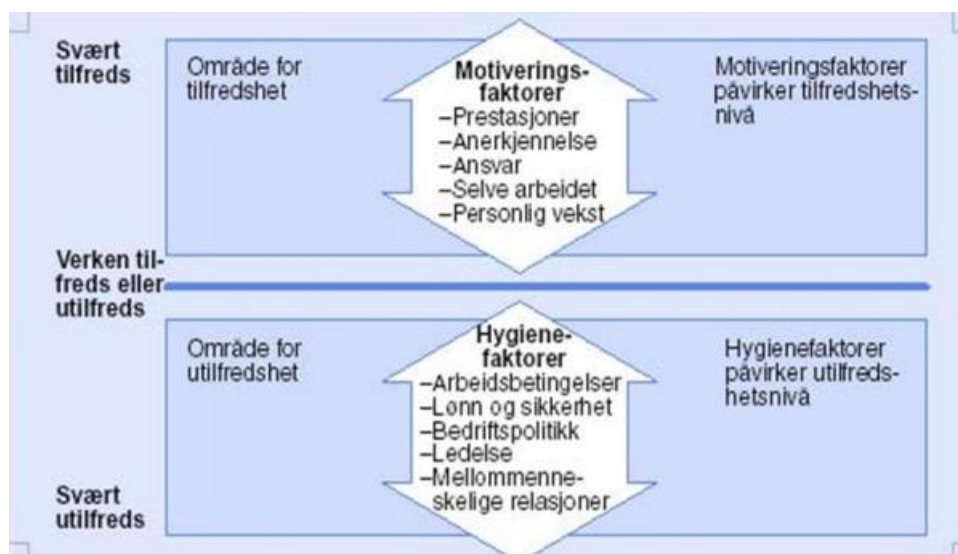 Svært
tilfreds
Område for
tilfredshet
Motiverings-
faktorer
–Prestasjoner
–Anerkjennelse
–Ansvar
–Selve arbeidet
–Personlig vekst
Motiveringsfaktorer
påvirker tilfredshets-
nivå
Verken til-
freds eller
utilfreds
Område for
utilfredshet
Hygiene-
faktorer
–Arbeidsbetingelser
–Lønn og sikkerhet
–Bedriftspolitikk
–Ledelse
–Mellommenne-
skelige relasjoner
Hygienefaktorer
påvirker utilfreds-
hetsnivå
Svært
utilfreds